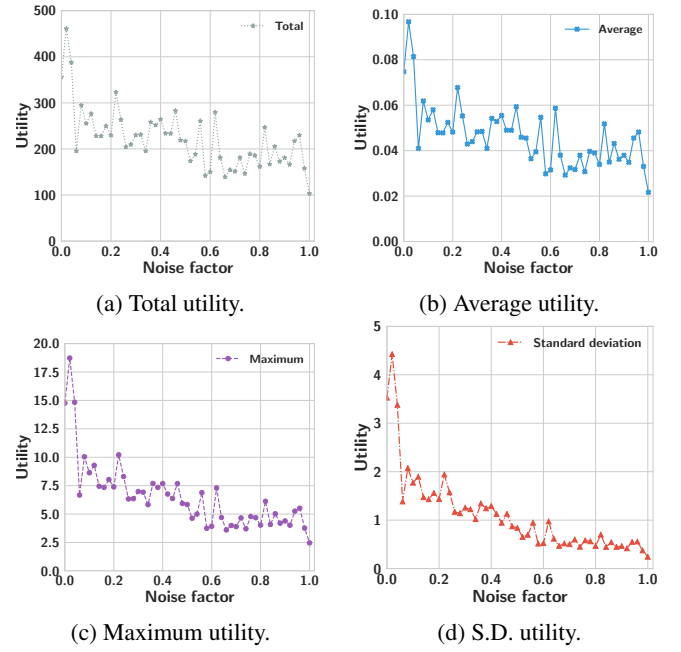 500
400
300
200
100
0
Utility
Total
0.0 0.2 0.4 0.6 0.8 1.0
Noise factor
(a) Total utility.
0.10
0.08
0.06
0.04
0.02
0.00
Utility
Average
0.0 0.2 0.4 0.6 0.8 1.0
Noise factor
(b) Average utility.
20.0
17.5
15.0
12.5
10.0
7.5
5.0
2.5
0.0
Utility
Maximum
0.0 0.2 0.4 0.6 0.8 1.0
Noise factor
(c) Maximum utility.
5
4
3
2
1
0
Utility
Standard deviation
0.0 0.2 0.4 0.6 0.8 1.0
Noise factor
(d) S.D. utility.